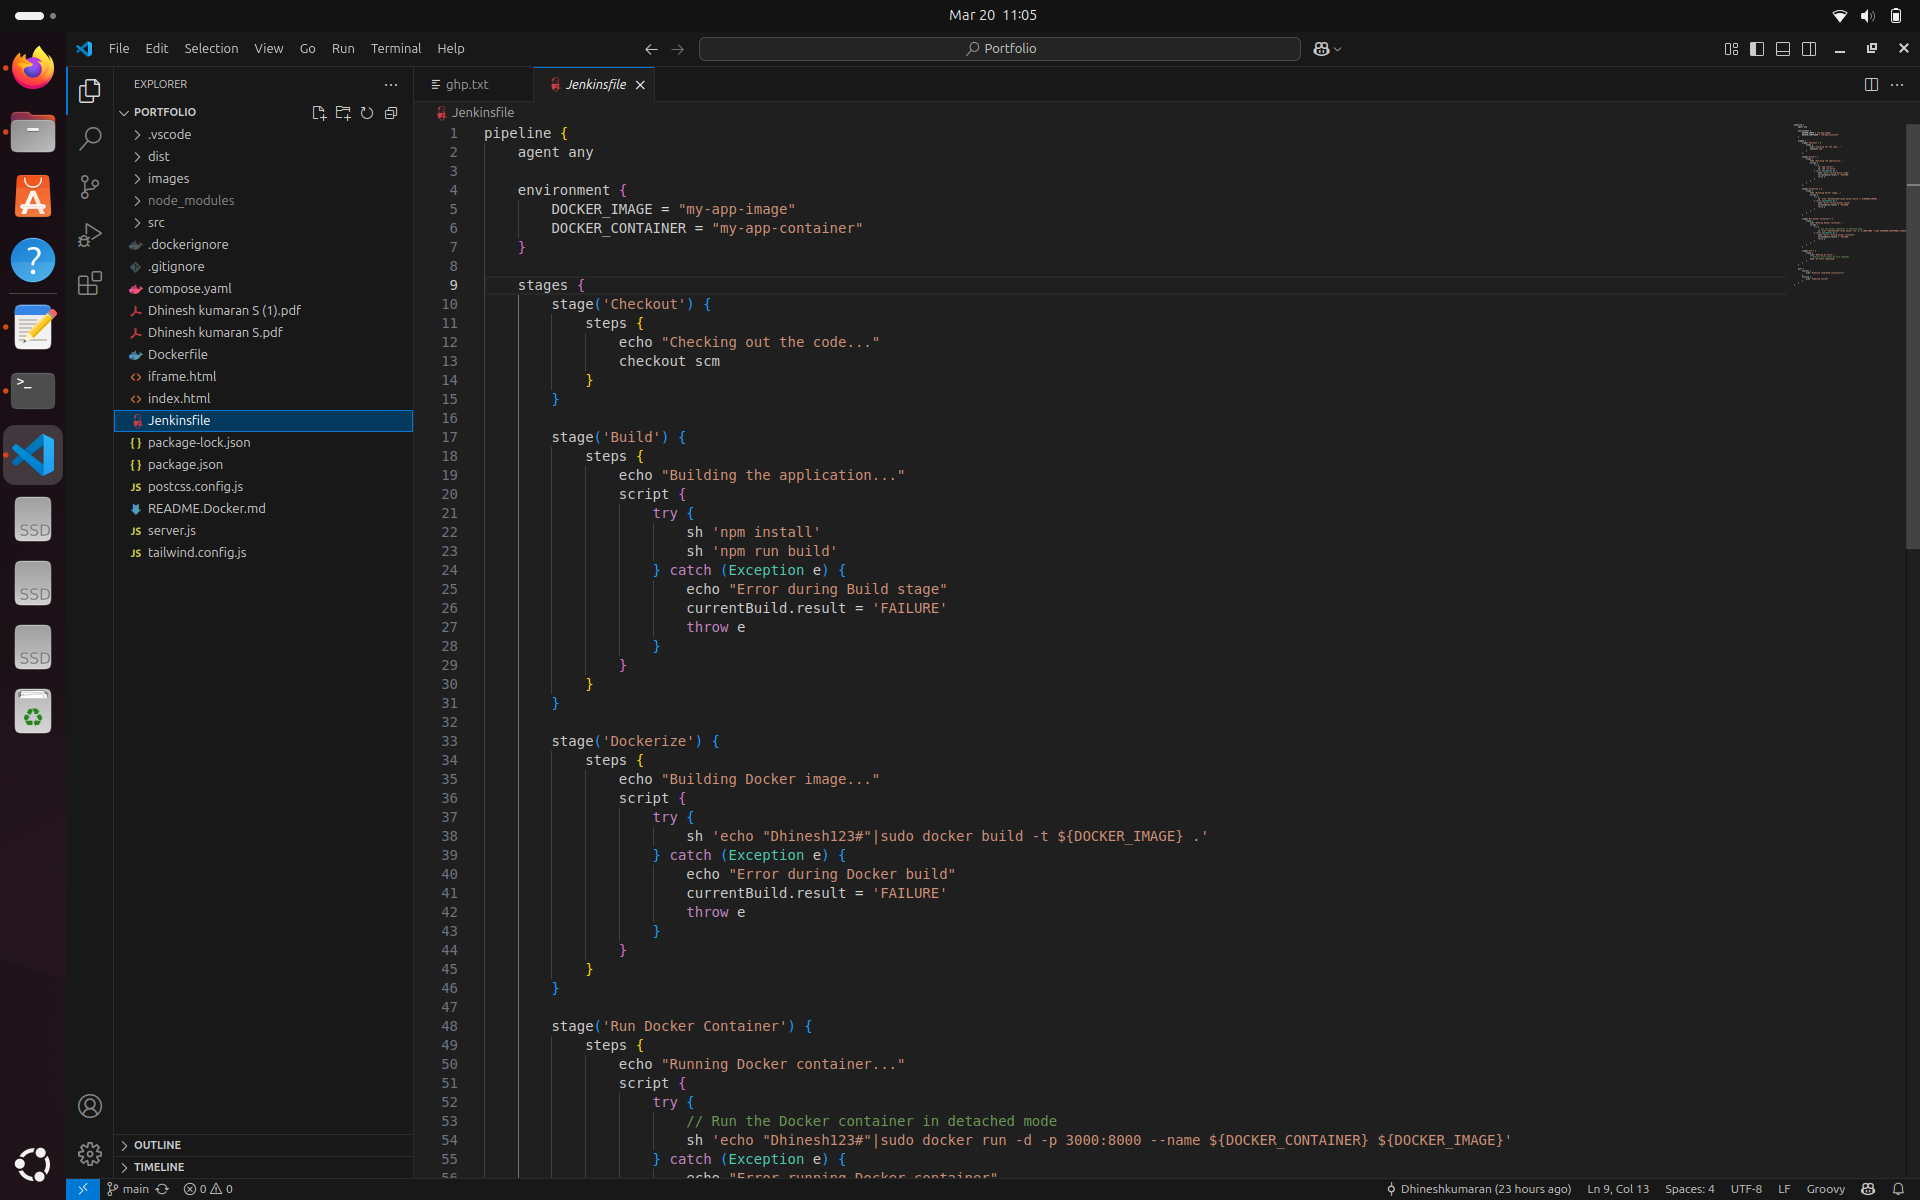 Mar 20 11:05
File Edit Selection View Go Run Terminal Help
Portfolio
EXPLORER
ghp.txt
Jenkinsfile
PORTFOLIO
Jenkinsfile
.vscode
dist
images
node_modules
src
.dockerignore
.gitignore
compose.yaml
Dhinesh kumaran S (1).pdf
Dhinesh kumaran S.pdf
Dockerfile
iframe.html
index.html
Jenkinsfile
package-lock.json
package.json
postcss.config.js
README.Docker.md
server.js
tailwind.config.js
OUTLINE
TIMELINE
SSD
SSD
SSD
1 pipeline {
2 agent any
3
4 environment {
5 DOCKER_IMAGE = "my-app-image"
6 DOCKER_CONTAINER = "my-app-container"
7 }
8
9 stages {
10 stage('Checkout') {
11 steps {
12 echo "Checking out the code..."
13 checkout scm
14 }
15 }
16
17 stage('Build') {
18 steps {
19 echo "Building the application..."
20 script {
21 try {
22 sh 'npm install'
23 sh 'npm run build'
24 } catch (Exception e) {
25 echo "Error during Build stage"
26 currentBuild.result = 'FAILURE'
27 throw e
28 }
29 }
30 }
31 }
32
33 stage('Dockerize') {
34 steps {
35 echo "Building Docker image..."
36 script {
37 try {
38 sh 'echo "Dhinesh123#"|sudo docker build -t ${DOCKER_IMAGE} .'
39 } catch (Exception e) {
40 echo "Error during Docker build"
41 currentBuild.result = 'FAILURE'
42 throw e
43 }
44 }
45 }
46 }
47
48 stage('Run Docker Container') {
49 steps {
50 echo "Running Docker container..."
51 script {
52 try {
53 // Run the Docker container in detached mode
54 sh 'echo "Dhinesh123#"|sudo docker run -d -p 3000:8000 --name ${DOCKER_CONTAINER} ${DOCKER_IMAGE}'
55 } catch (Exception e) {
56 echo "Error running Docker container"
main 0 0 Dhineshkumaran (23 hours ago) Ln 9, Col 13 Spaces: 4 UTF-8 LF Groovy